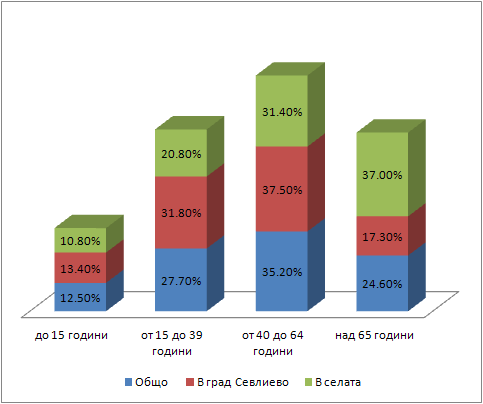 31.40%
20.80%
37.00%
37.50%
31.80%
10.80%
17.30%
13.40%
35.20%
27.70%
24.60%
12.50%
до 15 години
от 15 до 39
години
от 40 до 64
години
над 65 години
Общо
В град Севлиево
В селата